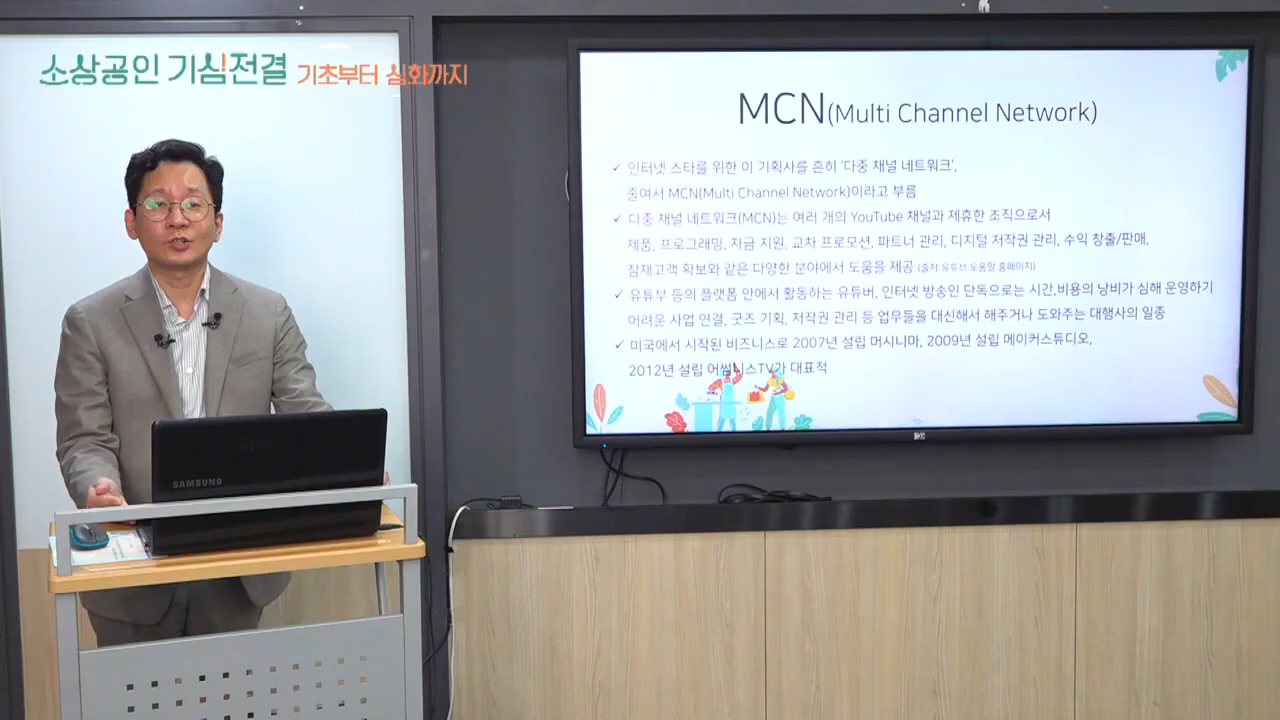 소상공인 기심전결 기초부터 심화까지
MCN(Multi Channel Network)
✓ 인터넷 스타를 위한 이 기획사를 흔히 '다중 채널 네트워크',
줄여서 MCN(Multi Channel Network)이라고 부름
✓ 다중 채널 네트워크(MCN)는 여러 개의 YouTube 채널과 제휴한 조직으로서
제품, 프로그래밍, 자금 지원, 교차 프로모션, 파트너 관리, 디지털 저작권 관리, 수익 창출/판매,
잠재고객 확보와 같은 다양한 분야에서 도움을 제공 (출처:유튜브 도움말 홈페이지)
✓ 유튜부 등의 플랫폼 안에서 활동하는 유튜버, 인터넷 방송인 단독으로는 시간,비용의 낭비가 심해 운영하기
어려운 사업 연결, 굿즈 기획, 저작권 관리 등 업무들을 대신해서 해주거나 도와주는 대행사의 일종
✓ 미국에서 시작된 비즈니스로 2007년 설립 머시니마, 2009년 설립 메이커스튜디오,
2012년 설립 어썸니스TV가 대표적
SAMSUNG